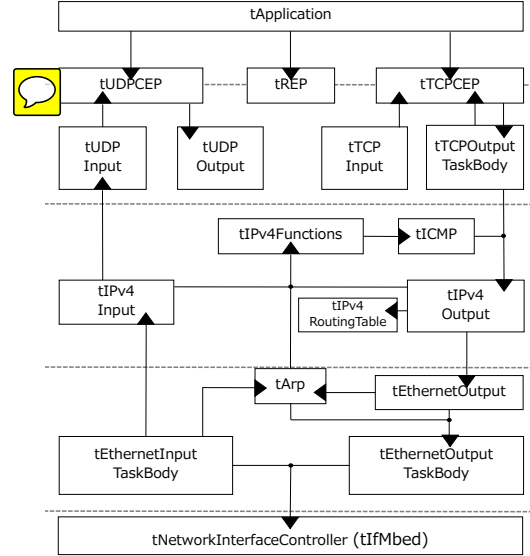 tApplication
tUDPCEP
tREP
tTCPCEP
tUDP
Input
tUDP
Output
tTCP
Input
tTCPOutput
TaskBody
tIPv4Functions
tICMP
tIPv4
Input
tIPv4
RoutingTable
tIPv4
Output
tArp
tEthernetOutput
tEthernetInput
TaskBody
tEthernetOutput
TaskBody
tNetworkInterfaceController (tIfMbed)